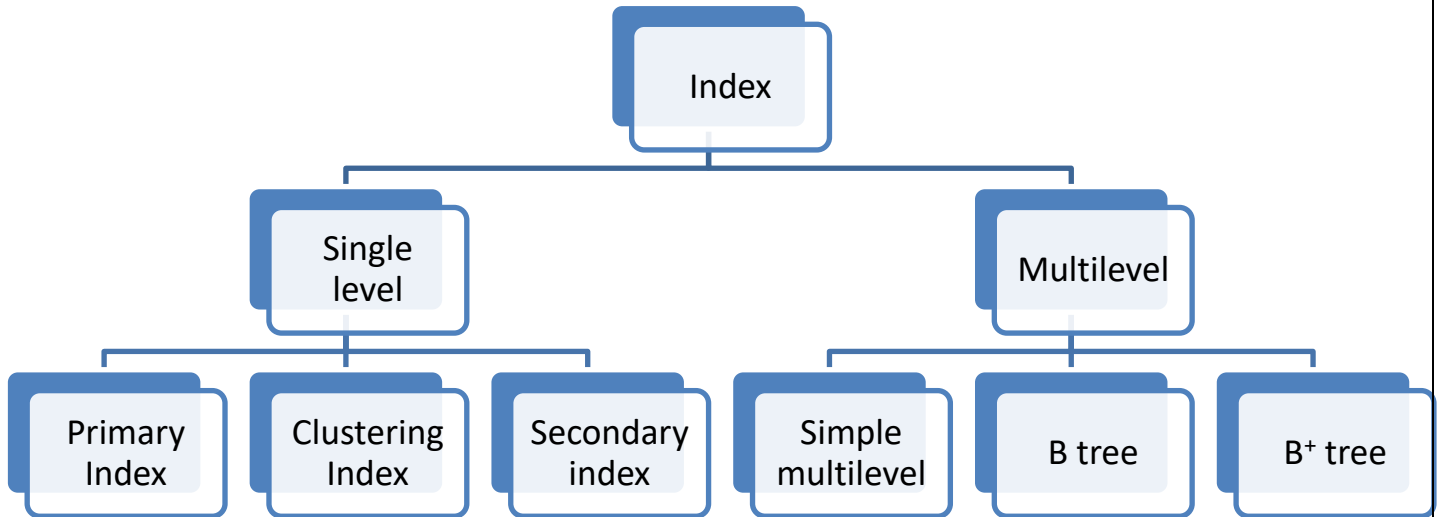 Index
Single
level
Multilevel
Primary
Index
Clustering
Index
Secondary
index
Simple
multilevel
B tree
B⁺ tree